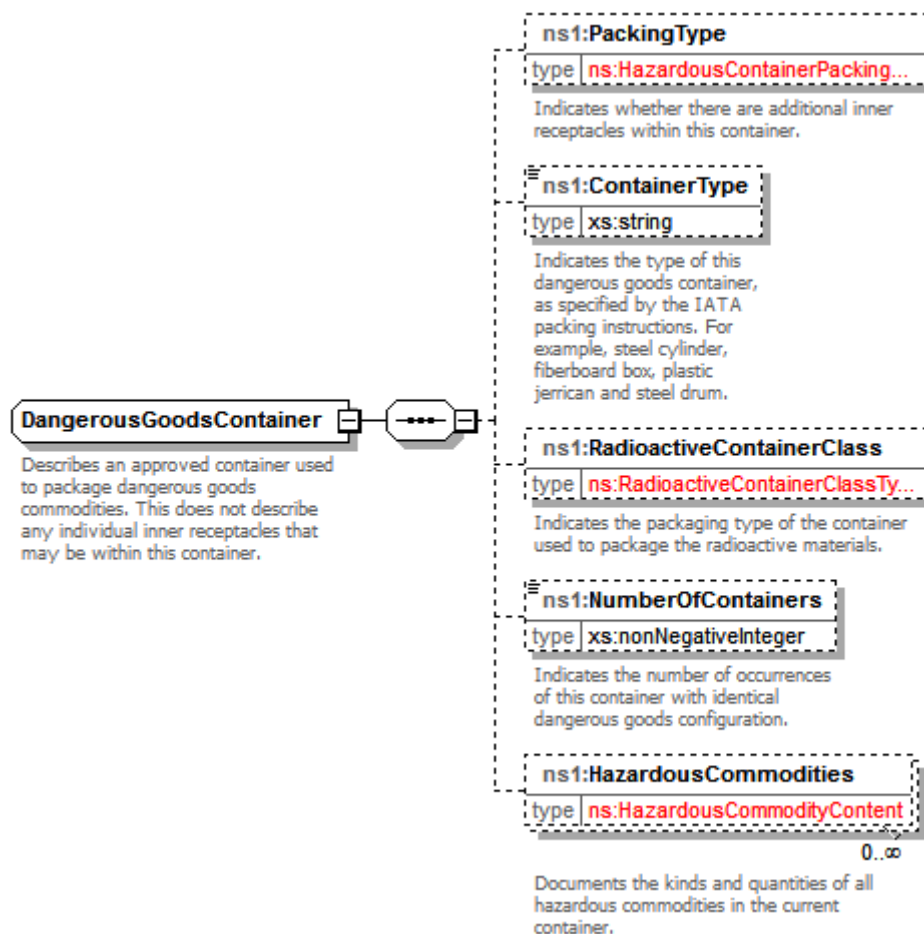 ns1:PackingType
type ns:HazardousContainerPacking...
Indicates whether there are additional inner
receptacles within this container.
ns1:ContainerType
type xs:string
Indicates the type of this
dangerous goods container,
as specified by the IATA
packing instructions. For
example, steel cylinder,
fiberboard box, plastic
jerrican and steel drum.
DangerousGoodsContainer
Describes an approved container used
to package dangerous goods
commodities. This does not describe
any individual inner receptacles that
may be within this container.
ns1:RadioactiveContainerClass
type ns:RadioactiveContainerClassTy...
Indicates the packaging type of the container
used to package the radioactive materials.
ns1:NumberOfContainers
type xs:nonNegativeInteger
Indicates the number of occurrences
of this container with identical
dangerous goods configuration.
ns1:HazardousCommodities
type ns:HazardousCommodityContent
0..∞
Documents the kinds and quantities of all
hazardous commodities in the current
container.